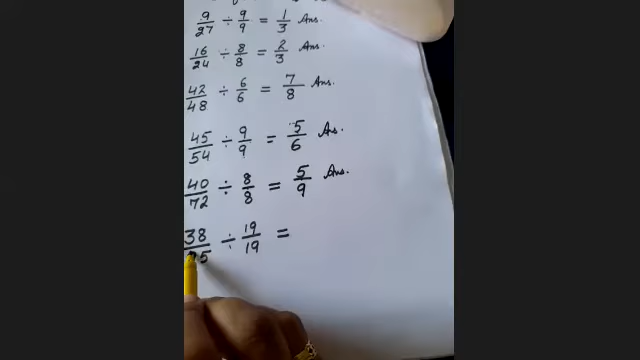 9/27 ÷ 9/9 = 1/3 Ans.
16/24 ÷ 8/8 = 2/3 Ans.
42/48 ÷ 6/6 = 7/8 Ans.
45/54 ÷ 9/9 = 5/6 Ans.
40/72 ÷ 8/8 = 5/9 Ans.
38/95 ÷ 19/19 =